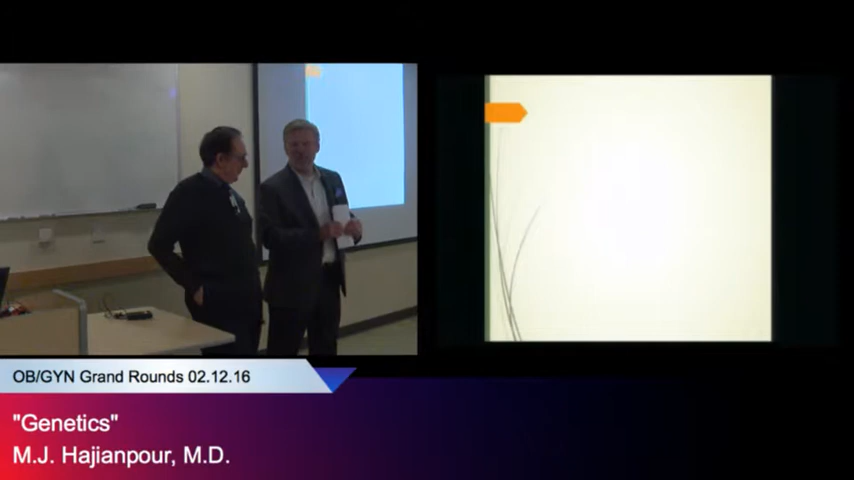 OB/GYN Grand Rounds 02.12.16
"Genetics"
M.J. Hajianpour, M.D.